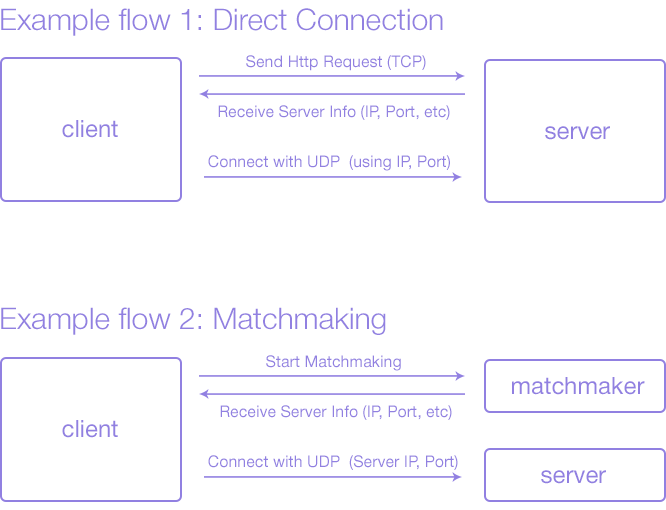 Example flow 1: Direct Connection
Send Http Request (TCP)
client
Receive Server Info (IP, Port, etc)
server
Connect with UDP  (using IP, Port)
Example flow 2: Matchmaking
Start Matchmaking
matchmaker
Receive Server Info (IP, Port, etc)
client
Connect with UDP  (Server IP, Port)
server